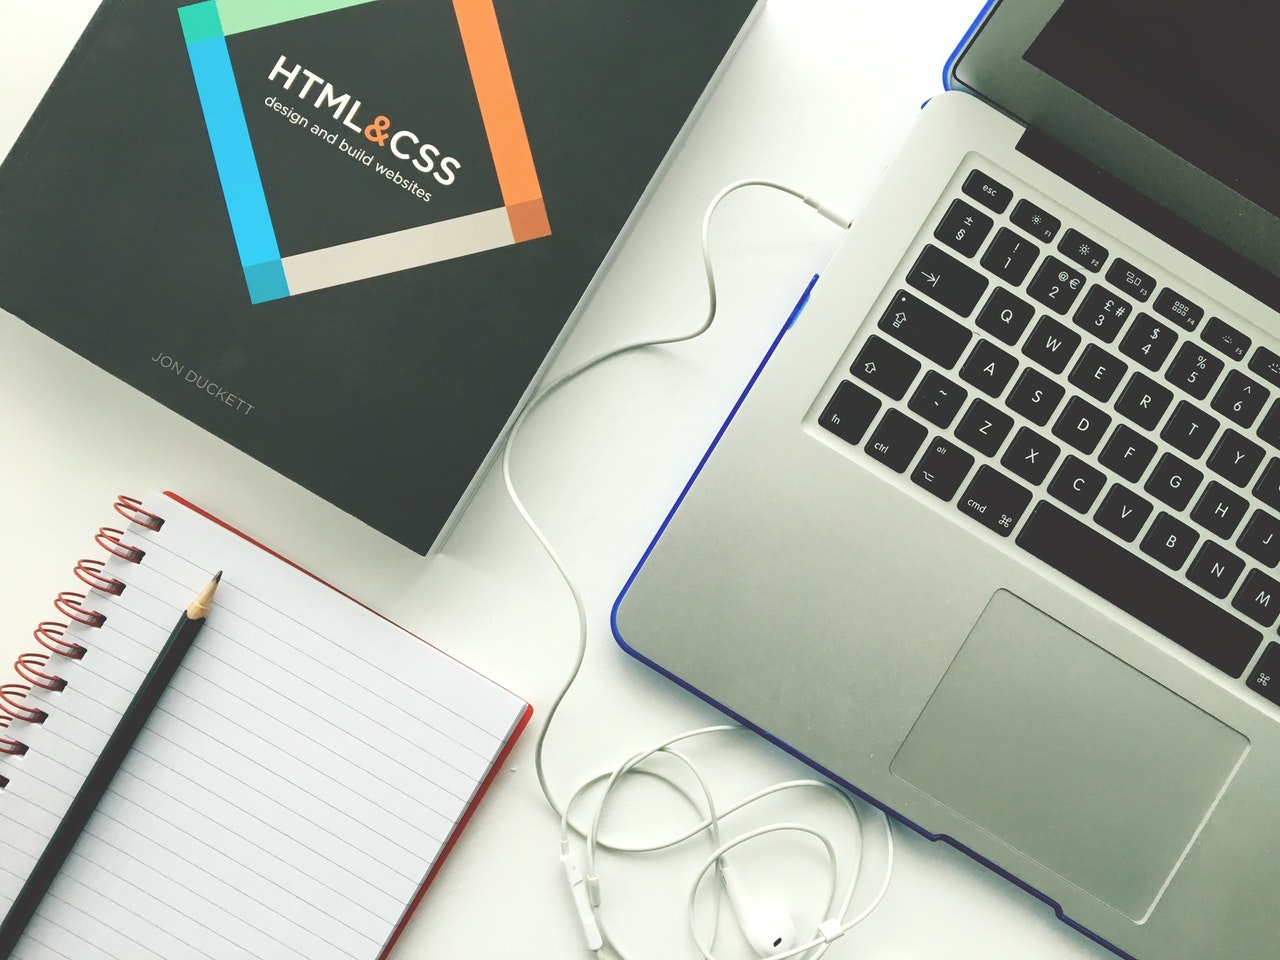 HTML&CSS
design and build websites
JON DUCKETT
esc
F1
F2
F3
F4
F5
± §
! 1
@ € 2
£ # 3
$ 4
% 5
^ 6
Q W E R T Y
A S D F G H J
~ Z X C V B N M
fn ctrl alt cmd ⌘
⌘